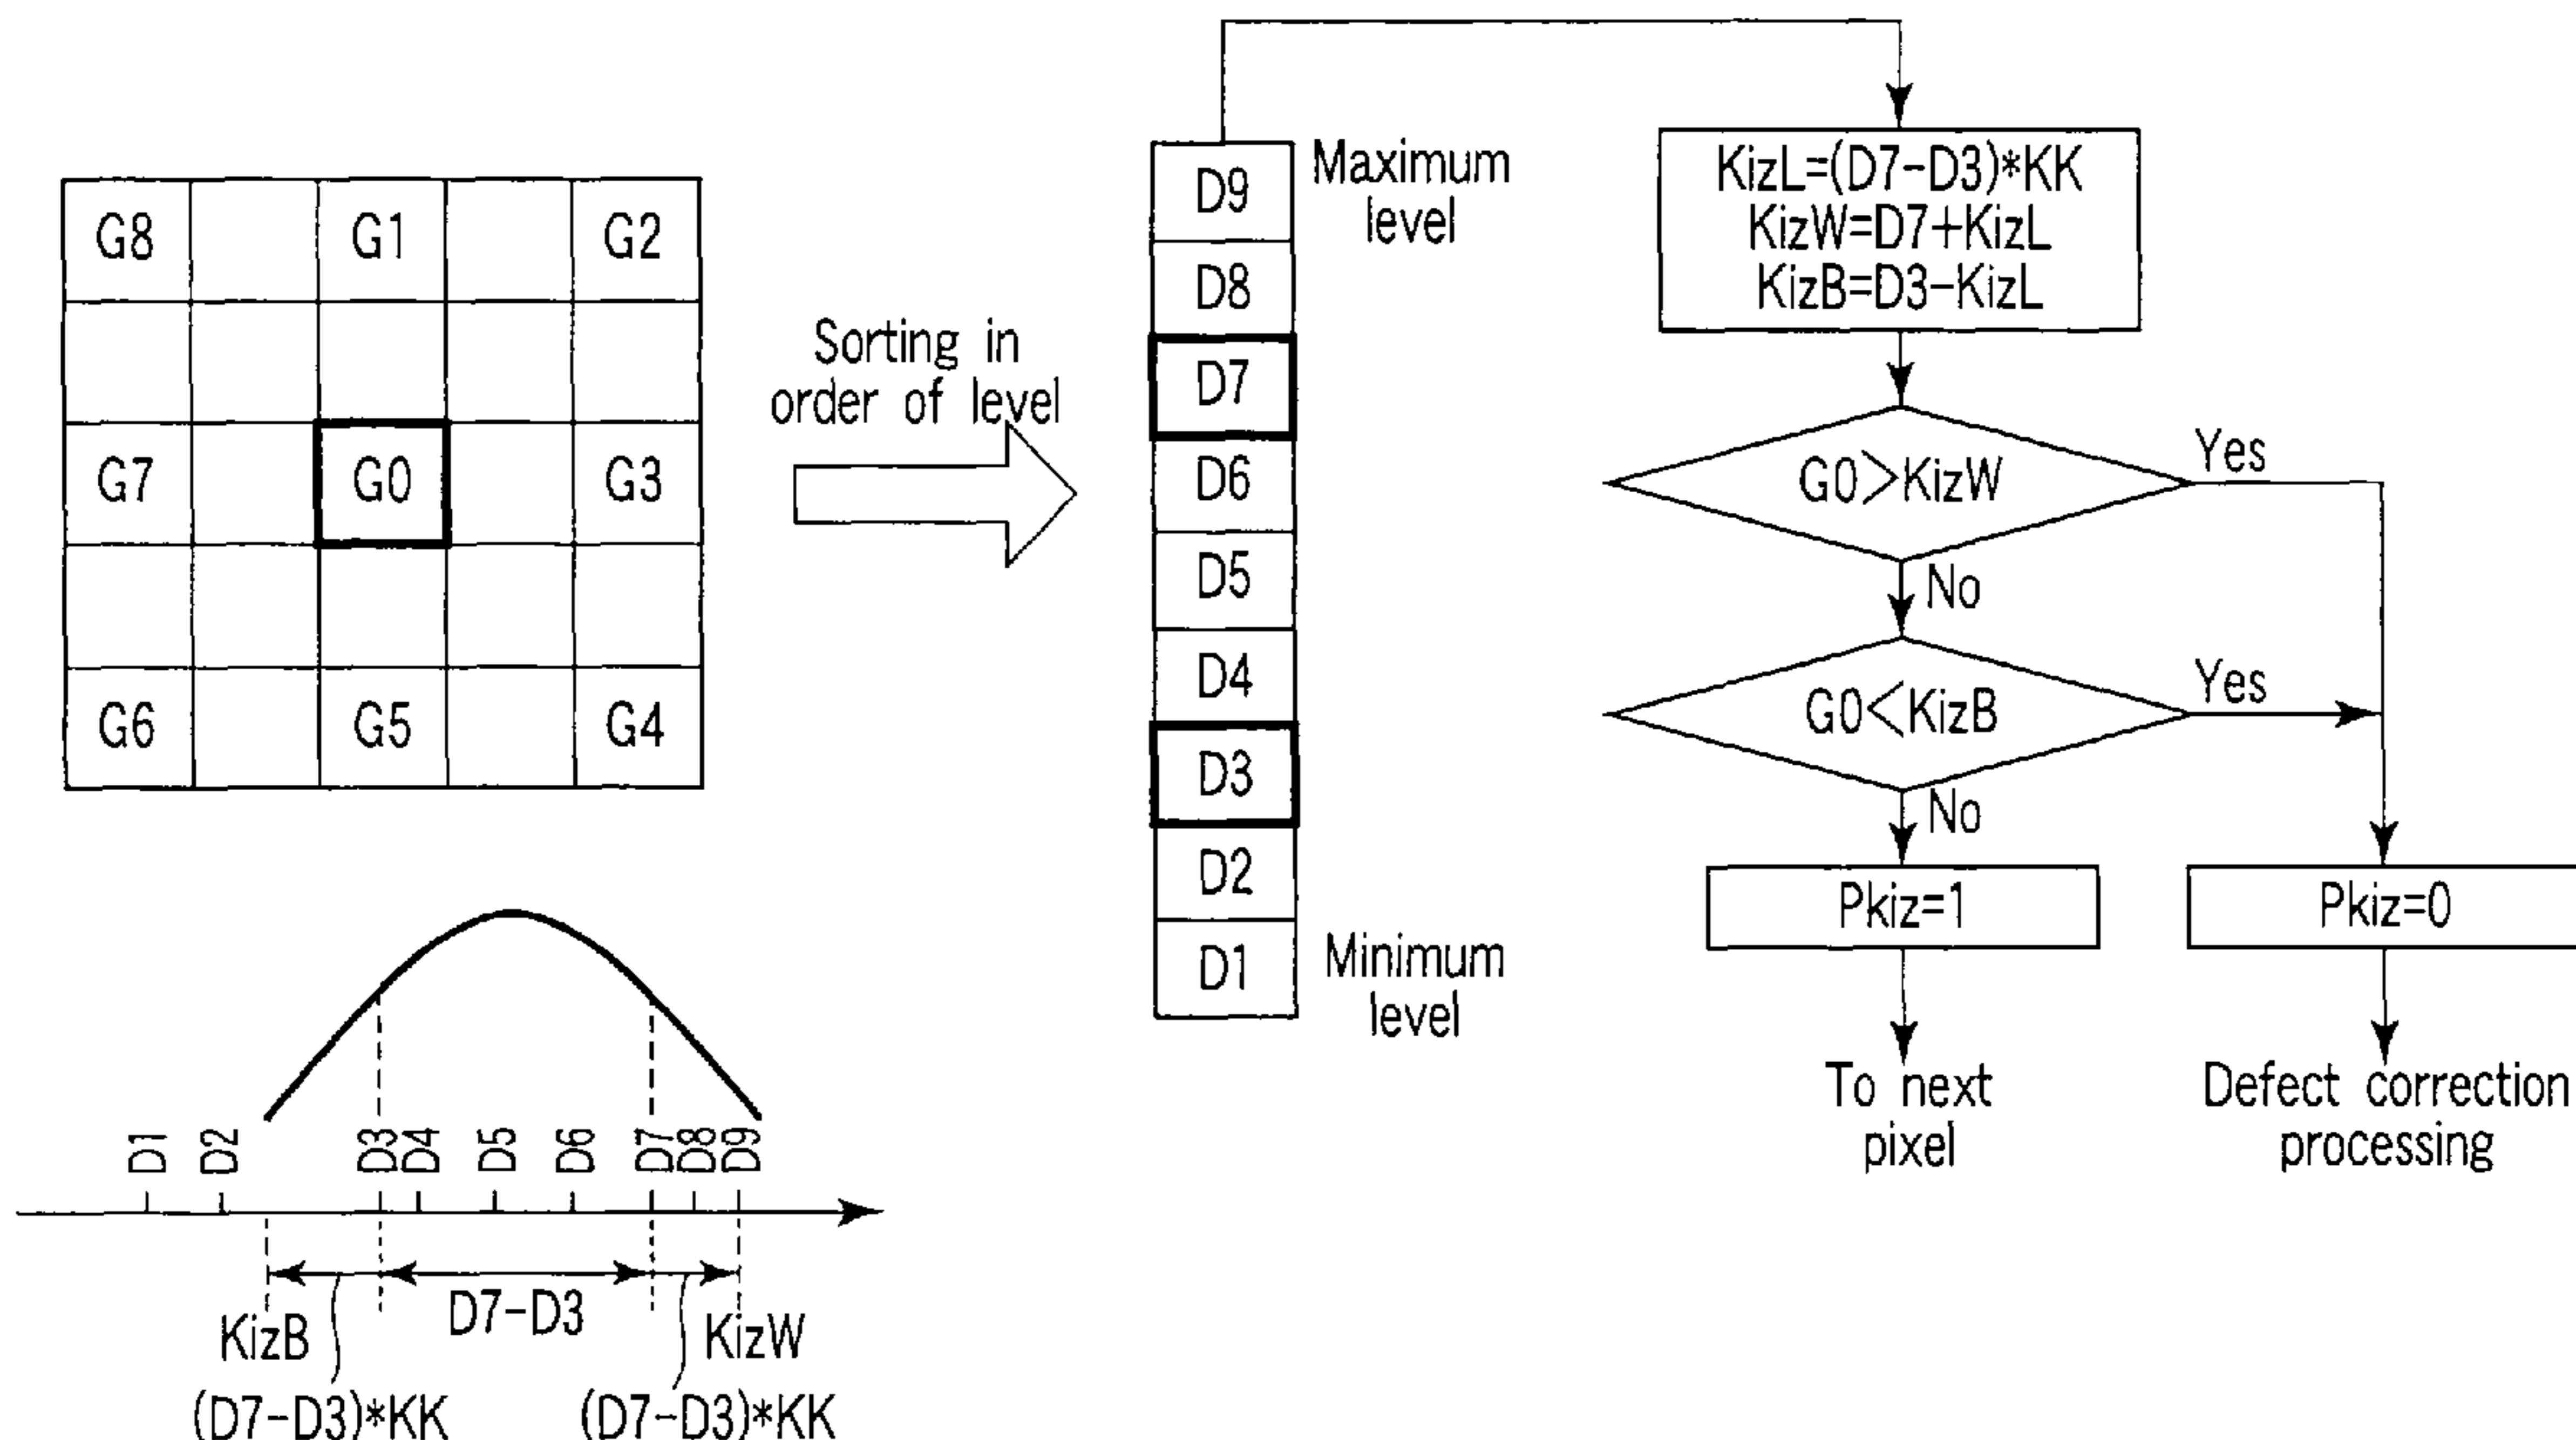 G8 G1 G2
G7 G0 G3
G6 G5 G4
Sorting in
order of level
D9
D8
D7
D6
D5
D4
D3
D2
D1
Maximum
level
Minimum
level
KizL=(D7-D3)*KK
KizW=D7+KizL
KizB=D3-KizL
G0>KizW
Yes
No
G0<KizB
Yes
No
Pkiz=1
Pkiz=0
To next
pixel
Defect correction
processing
D1 D2 D3 D4 D5 D6 D7 D8 D9
D7-D3
KizB
KizW
(D7-D3)*KK
(D7-D3)*KK